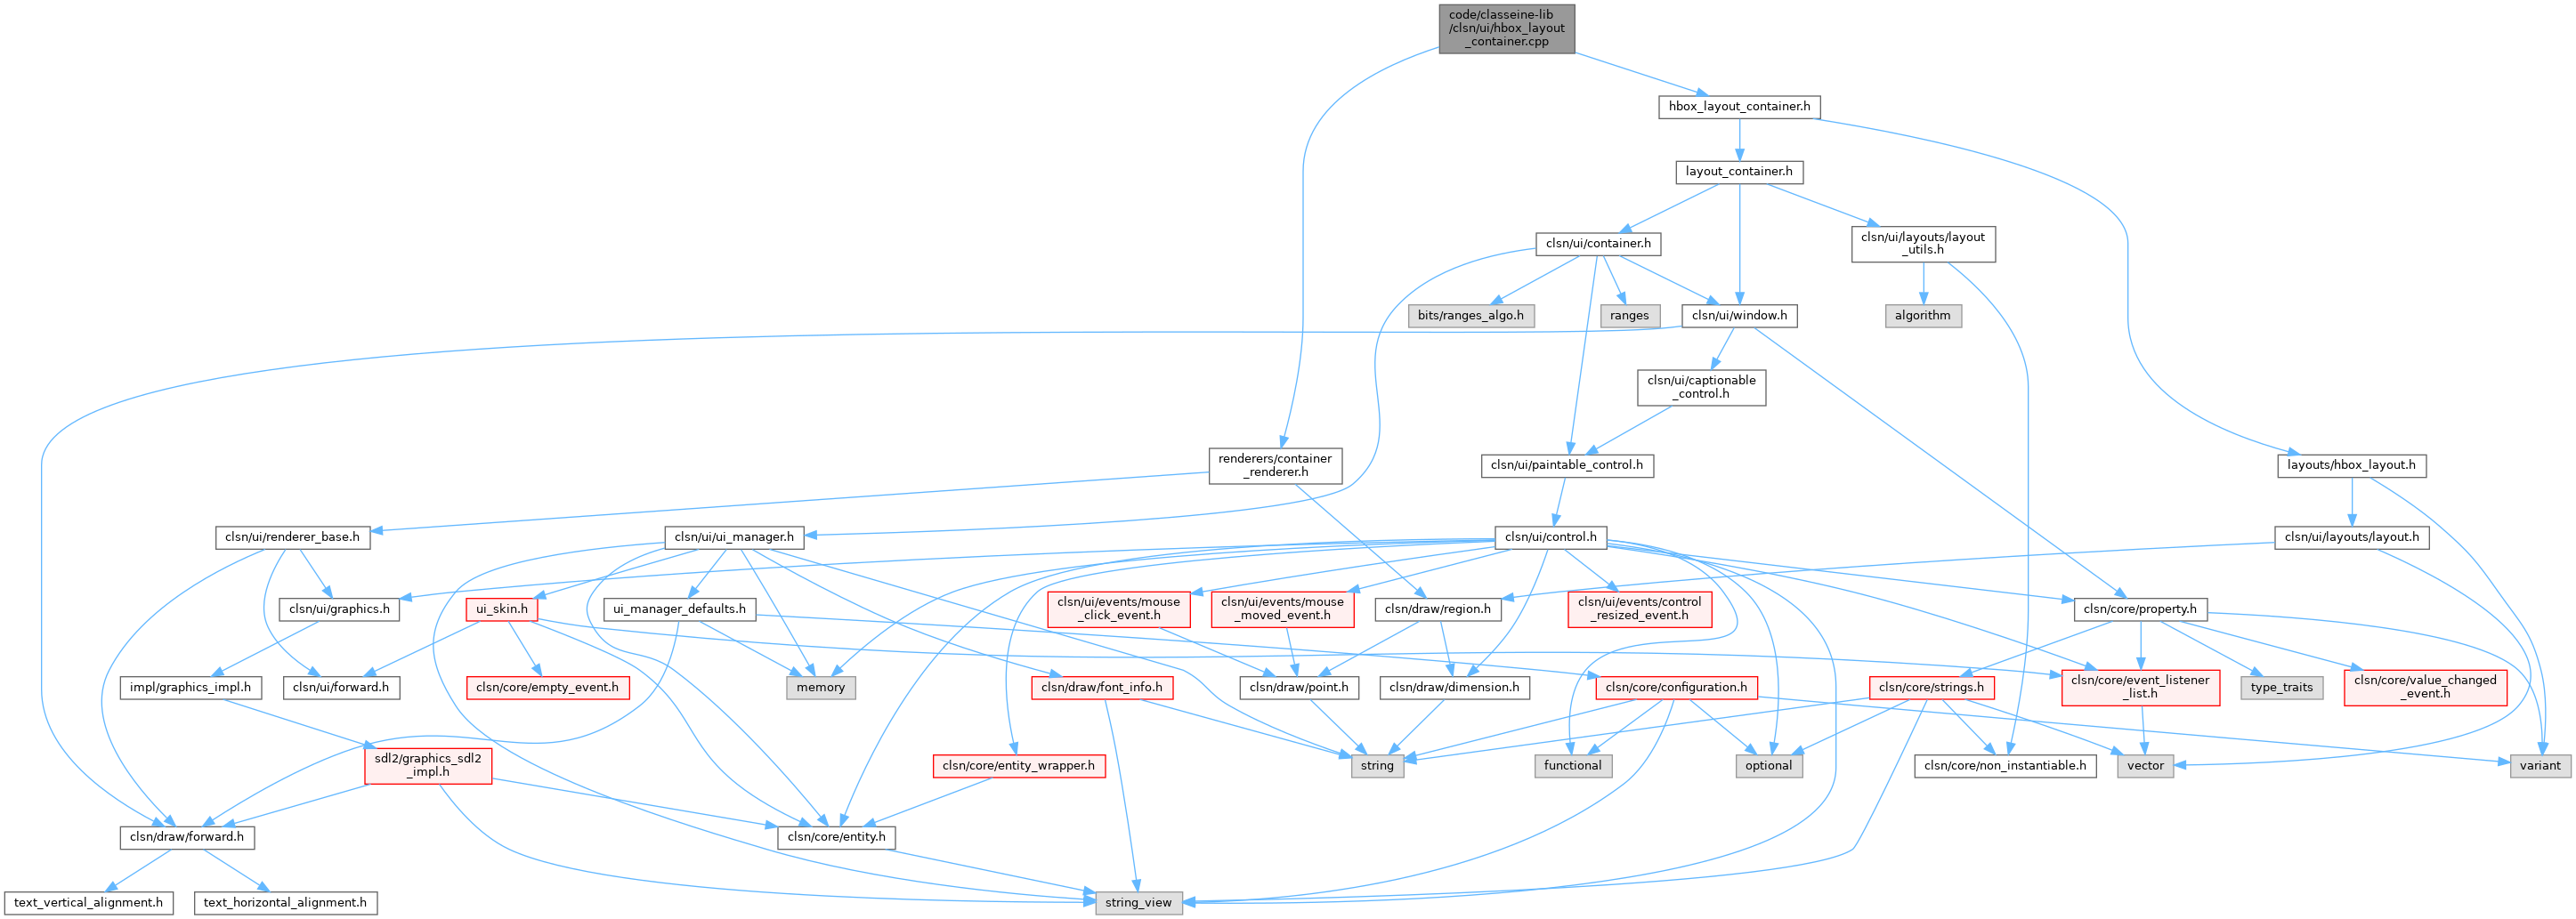 code/classeine-lib
/clsn/ui/hbox_layout
_container.cpp
hbox_layout_container.h
layout_container.h
clsn/ui/container.h
clsn/ui/layouts/layout
_utils.h
bits/ranges_algo.h
ranges
clsn/ui/window.h
algorithm
clsn/ui/captionable
_control.h
renderers/container
_renderer.h
clsn/ui/paintable_control.h
layouts/hbox_layout.h
clsn/ui/renderer_base.h
clsn/ui/ui_manager.h
clsn/ui/control.h
clsn/ui/layouts/layout.h
clsn/ui/graphics.h
ui_skin.h
ui_manager_defaults.h
clsn/ui/events/mouse
_click_event.h
clsn/ui/events/mouse
_moved_event.h
clsn/draw/region.h
clsn/ui/events/control
_resized_event.h
clsn/core/property.h
impl/graphics_impl.h
clsn/ui/forward.h
clsn/core/empty_event.h
memory
clsn/draw/font_info.h
clsn/draw/point.h
clsn/draw/dimension.h
clsn/core/configuration.h
clsn/core/strings.h
clsn/core/event_listener
_list.h
type_traits
clsn/core/value_changed
_event.h
sdl2/graphics_sdl2
_impl.h
clsn/core/entity_wrapper.h
string
functional
optional
clsn/core/non_instantiable.h
vector
variant
clsn/draw/forward.h
clsn/core/entity.h
text_vertical_alignment.h
text_horizontal_alignment.h
string_view